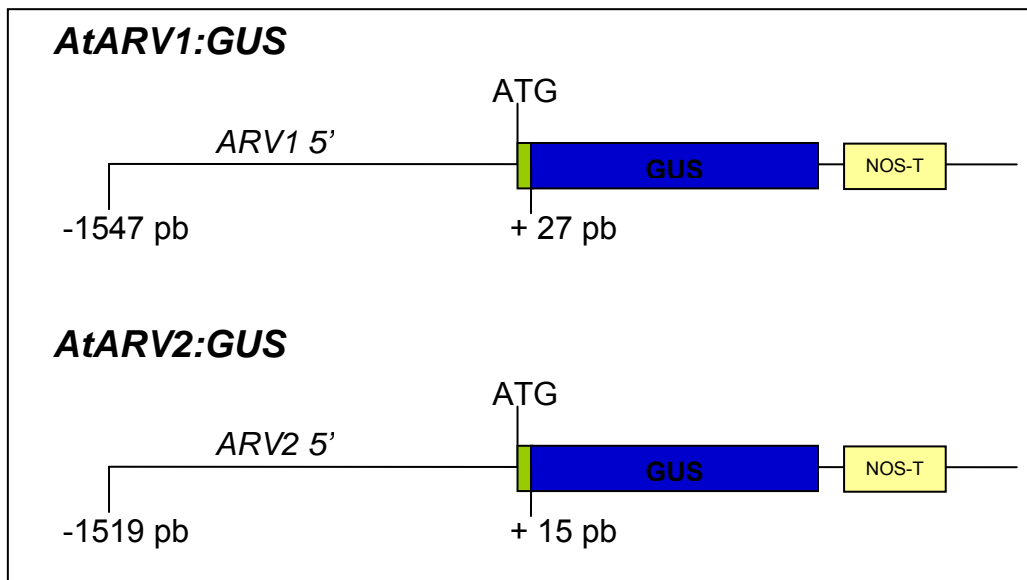 AtARV1:GUS
ATG
ARV1 5’
GUS
NOS-T
-1547 pb
+ 27 pb
AtARV2:GUS
ATG
ARV2 5’
GUS
NOS-T
-1519 pb
+ 15 pb